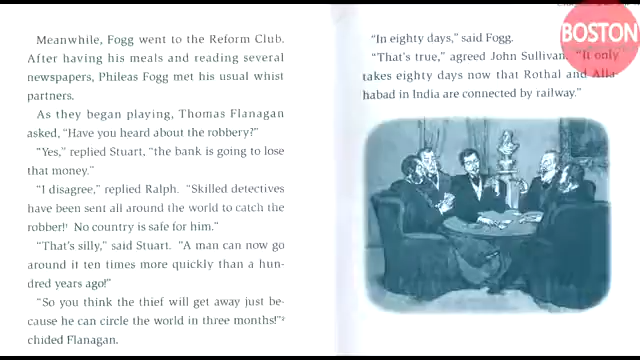 Meanwhile, Fogg went to the Reform Club.
After having his meals and reading several
newspapers, Phileas Fogg met his usual whist
partners.
As they began playing, Thomas Flanagan
asked, “Have you heard about the robbery?”
“Yes,” replied Stuart, “the bank is going to lose
that money.”
“I disagree,” replied Ralph. “Skilled detectives
have been sent all around the world to catch the
robber!¹ No country is safe for him.”
“That’s silly,” said Stuart. “A man can now go
around it ten times more quickly than a hun-
dred years ago!”
“So you think the thief will get away just be-
cause he can circle the world in three months!”²
chided Flanagan.
“In eighty days,” said Fogg.
“That’s true,” agreed John Sullivan. “It only
takes eighty days now that Rothal and Alla-
habad in India are connected by railway.”
BOSTON